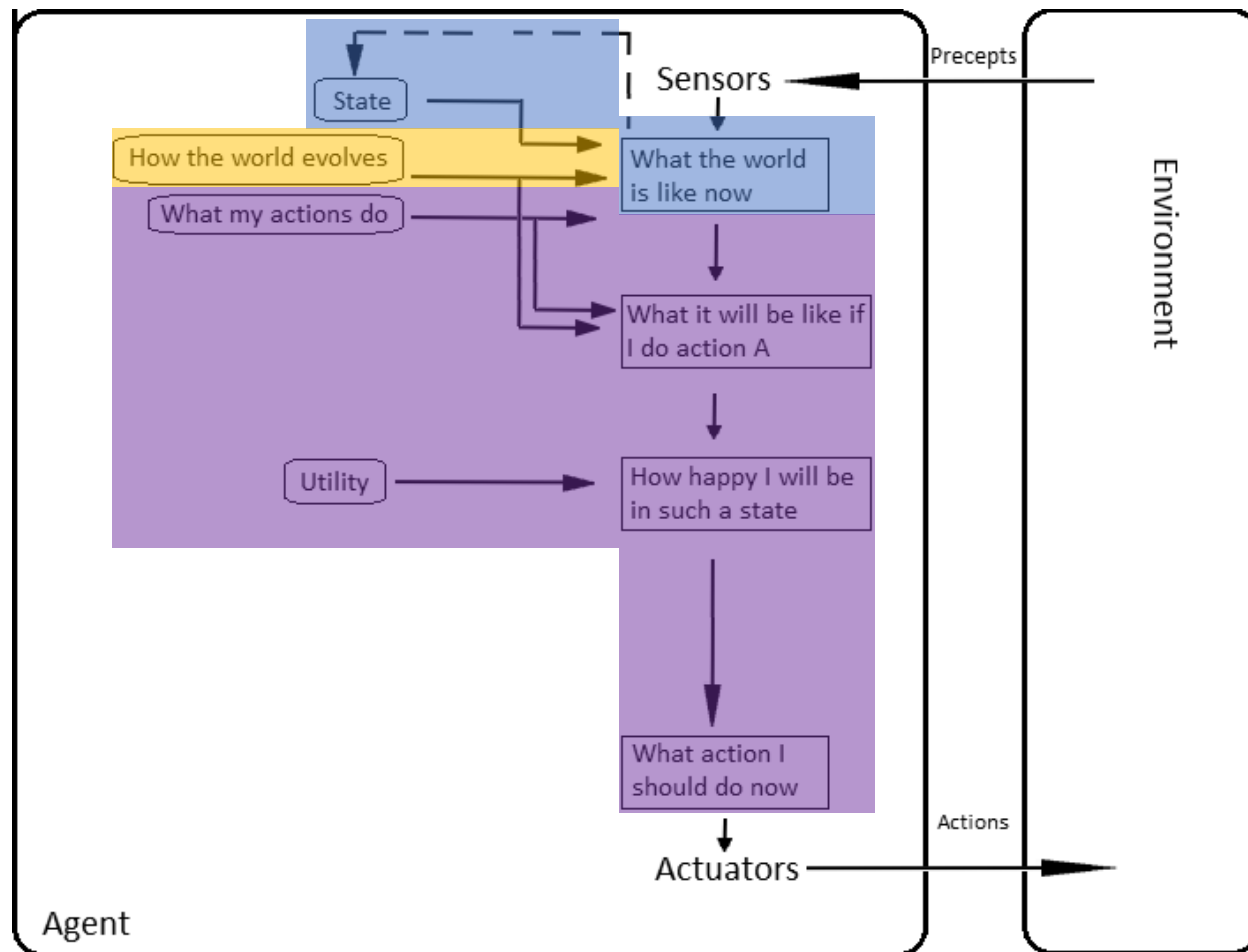 Precepts
Sensors
State
How the world evolves
What the world
is like now
What my actions do
Environment
What it will be like if
I do action A
Utility
How happy I will be
in such a state
What action I
should do now
Actions
Actuators
Agent